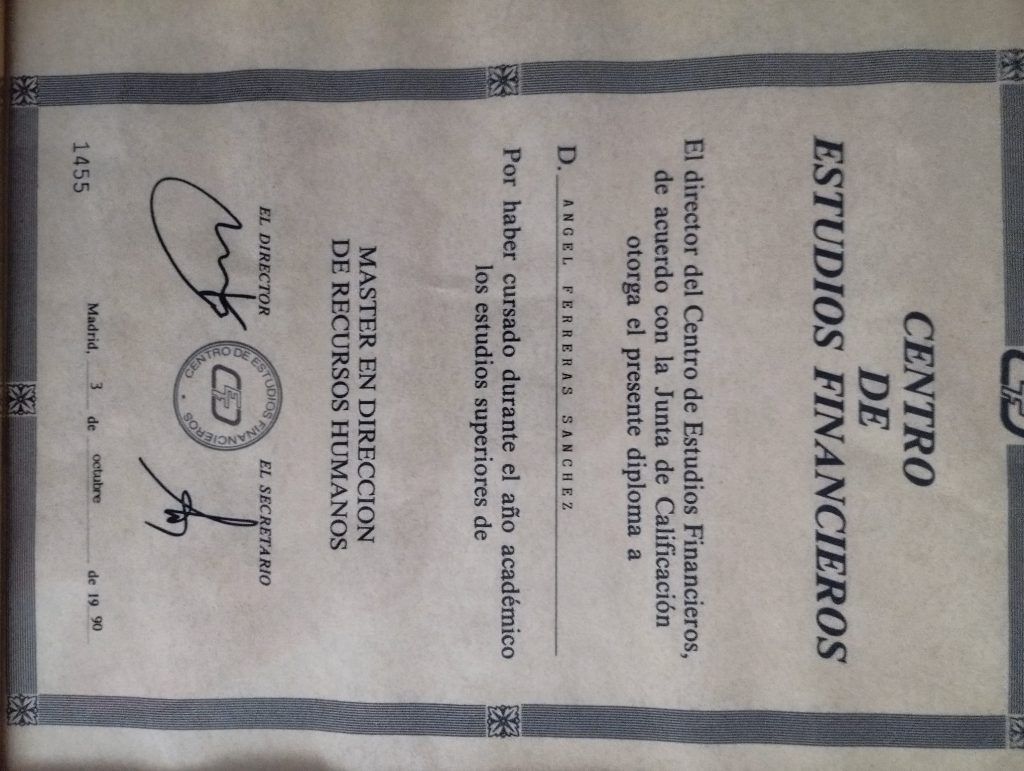 CENTRO
DE
ESTUDIOS FINANCIEROS
El director del Centro de Estudios Financieros,
de acuerdo con la Junta de Calificación
otorga el presente diploma a
D. ANGEL FERRERAS SANCHEZ
Por haber cursado durante el año académico
los estudios superiores de
MASTER EN DIRECCION
DE RECURSOS HUMANOS
EL DIRECTOR
EL SECRETARIO
CENTRO DE ESTUDIOS FINANCIEROS
Madrid, 3 de octubre de 19 90
1455